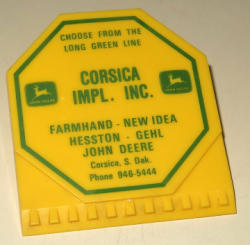 CHOOSE FROM THE
LONG GREEN LINE
CORSICA
IMPL. INC.
JOHN DEERE
JOHN DEERE
FARMHAND - NEW IDEA
HESSTON - GEHL
JOHN DEERE
Corsica, S. Dak.
Phone 946-5444